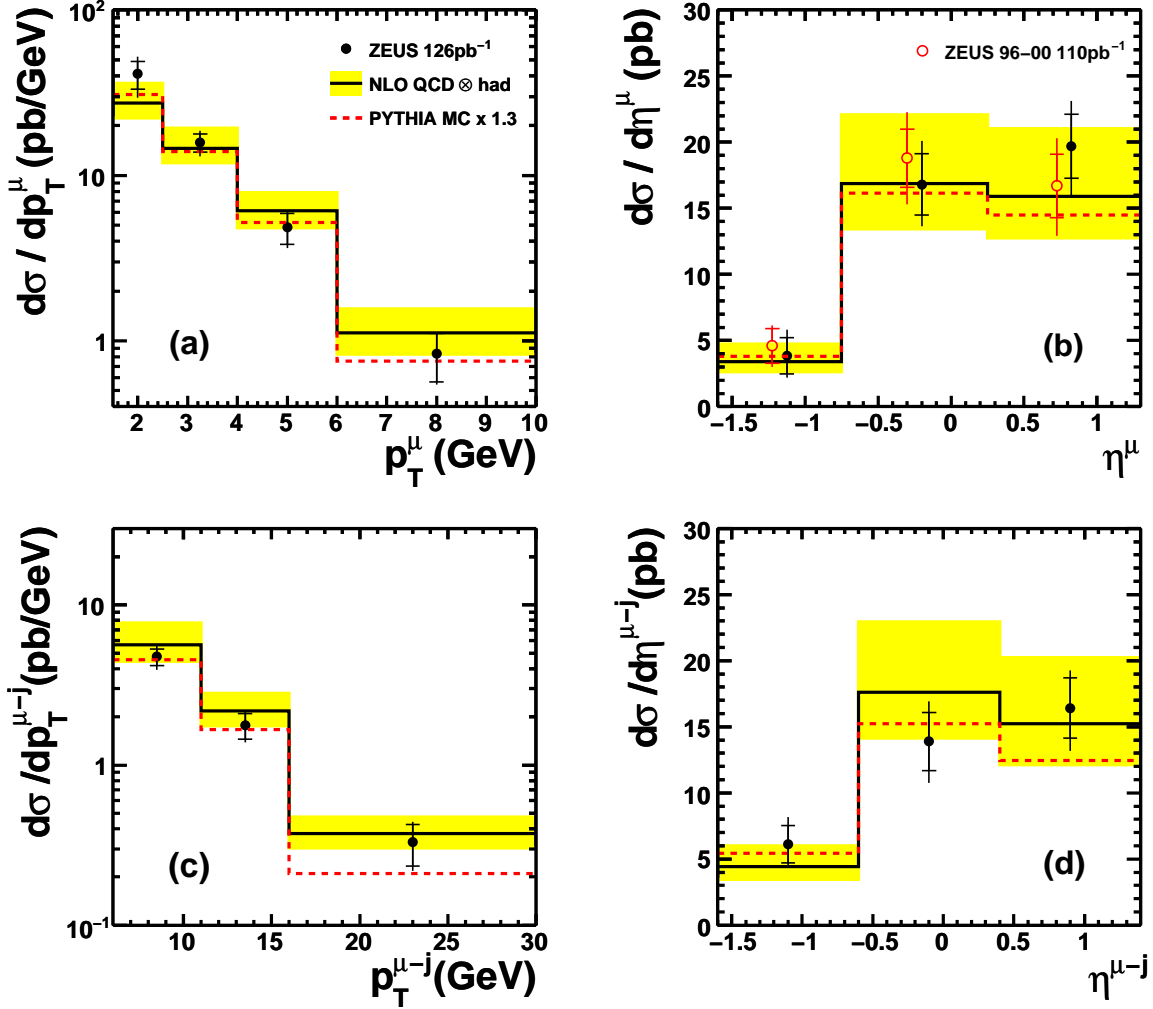 10²
10
1
dσ / dp_T^μ (pb/GeV)
ZEUS 126pb⁻¹
NLO QCD ⊗ had
PYTHIA MC x 1.3
(a)
2 3 4 5 6 7 8 9 10
p_T^μ (GeV)
30
25
20
15
10
5
0
dσ / dη^μ (pb)
ZEUS 96−00 110pb⁻¹
(b)
−1.5 −1 −0.5 0 0.5 1
η^μ
10
1
10⁻¹
dσ /dp_T^{μ−j}(pb/GeV)
(c)
10 15 20 25 30
p_T^{μ−j}(GeV)
30
25
20
15
10
5
0
dσ /dη^{μ−j}(pb)
(d)
−1.5 −1 −0.5 0 0.5 1
η^{μ−j}